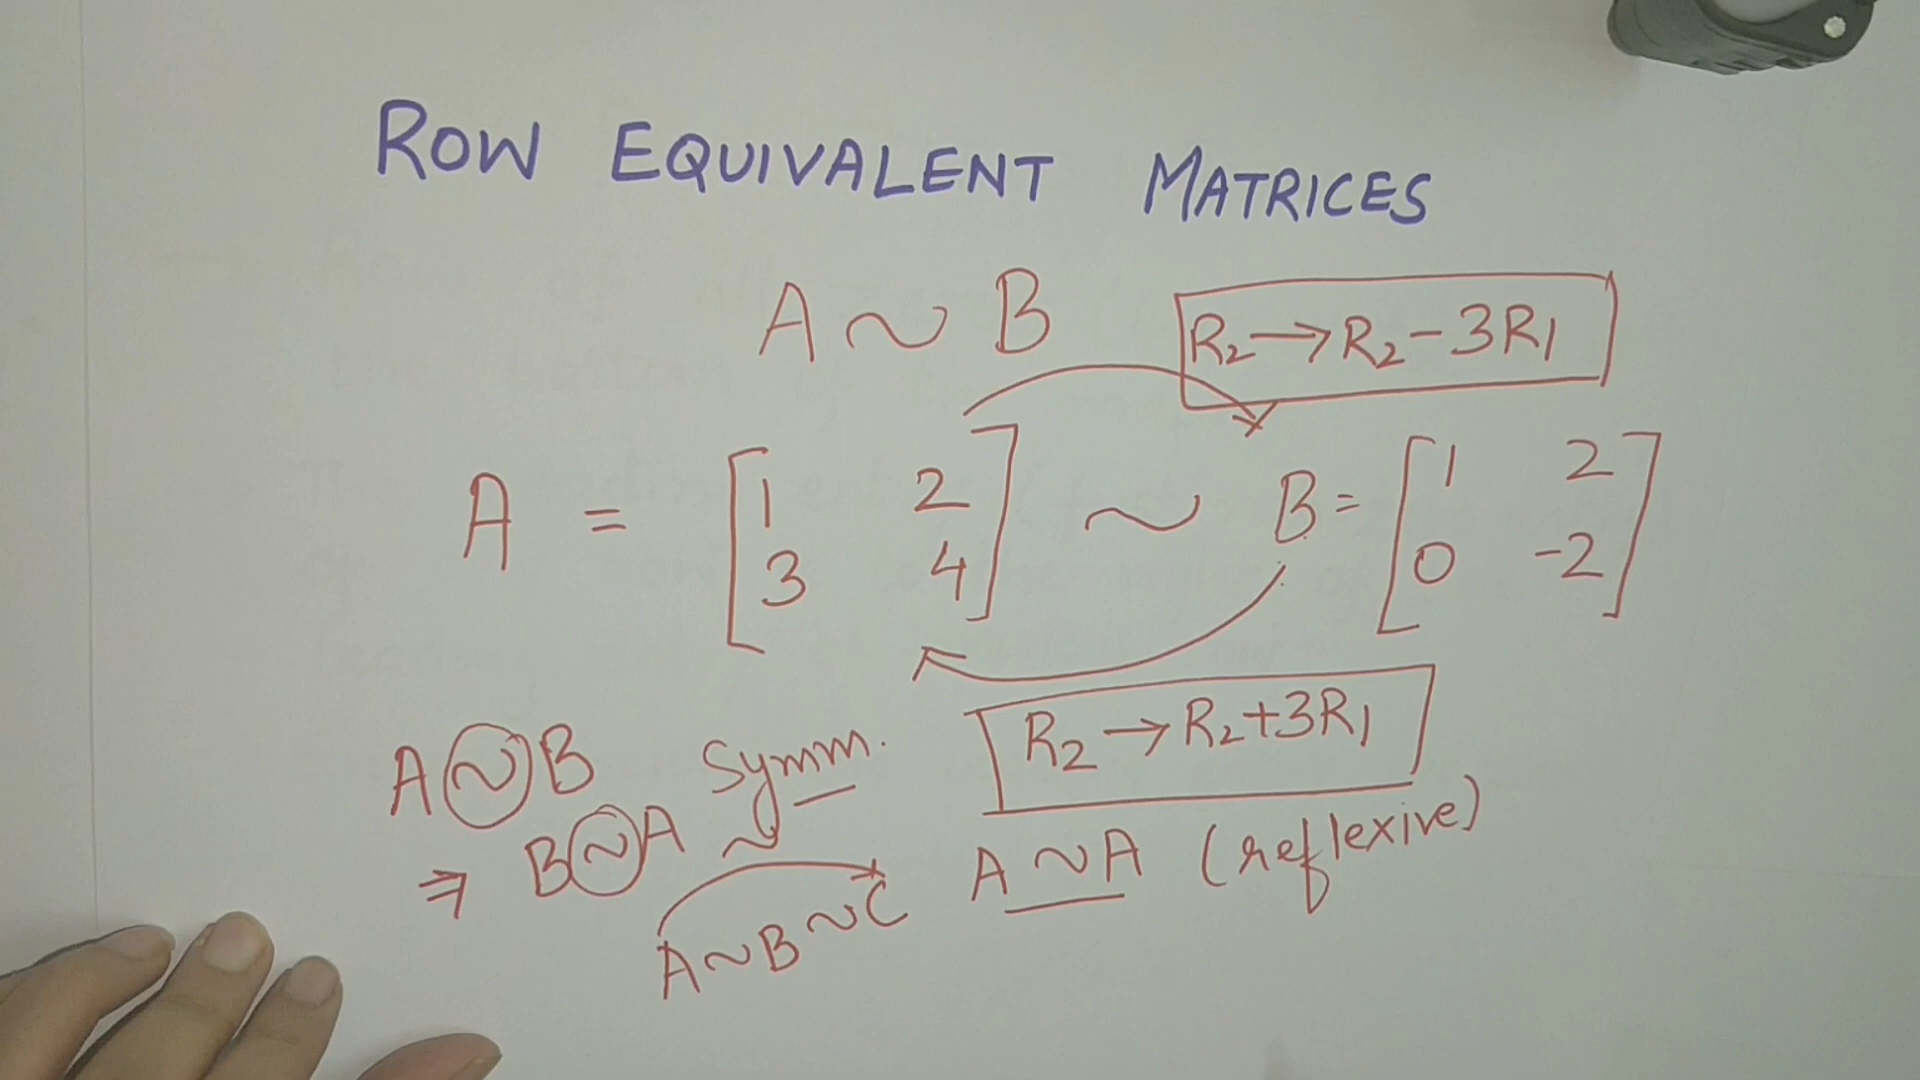 ROW EQUIVALENT MATRICES
A ~ B R₂→R₂-3R₁
A = [1 2 ~ B = [1 2]
3 4] 0 -2]
A~B Symm. R₂→R₂+3R₁
⇒ B~A ~ A~A (reflexive)
A~B~C